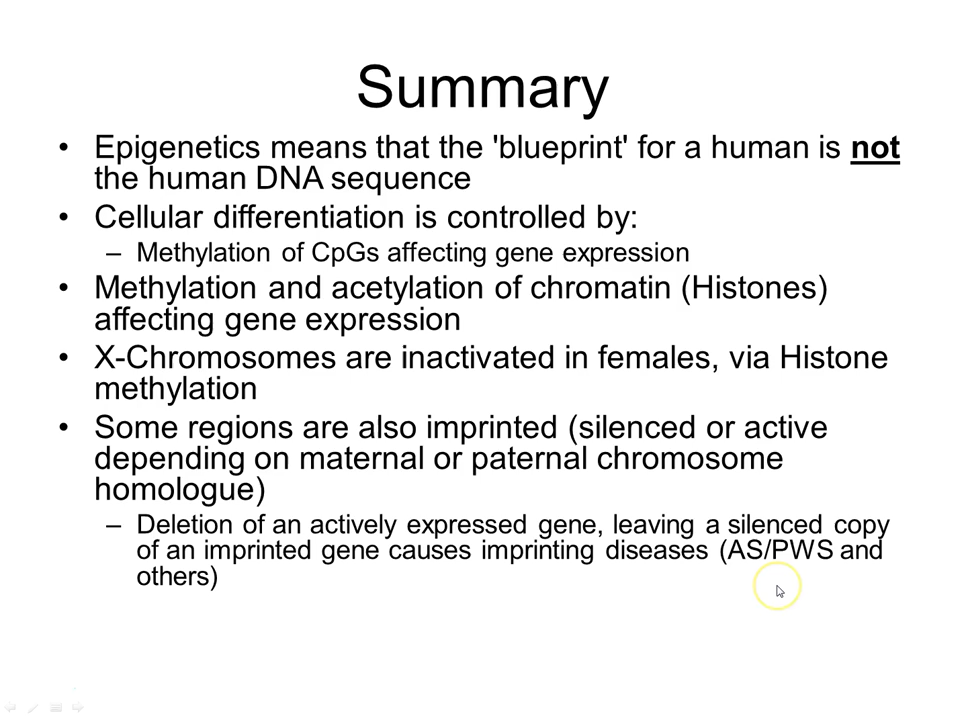 Summary
• Epigenetics means that the 'blueprint' for a human is not
the human DNA sequence
• Cellular differentiation is controlled by:
– Methylation of CpGs affecting gene expression
• Methylation and acetylation of chromatin (Histones)
affecting gene expression
• X-Chromosomes are inactivated in females, via Histone
methylation
• Some regions are also imprinted (silenced or active
depending on maternal or paternal chromosome
homologue)
– Deletion of an actively expressed gene, leaving a silenced copy
of an imprinted gene causes imprinting diseases (AS/PWS and
others)